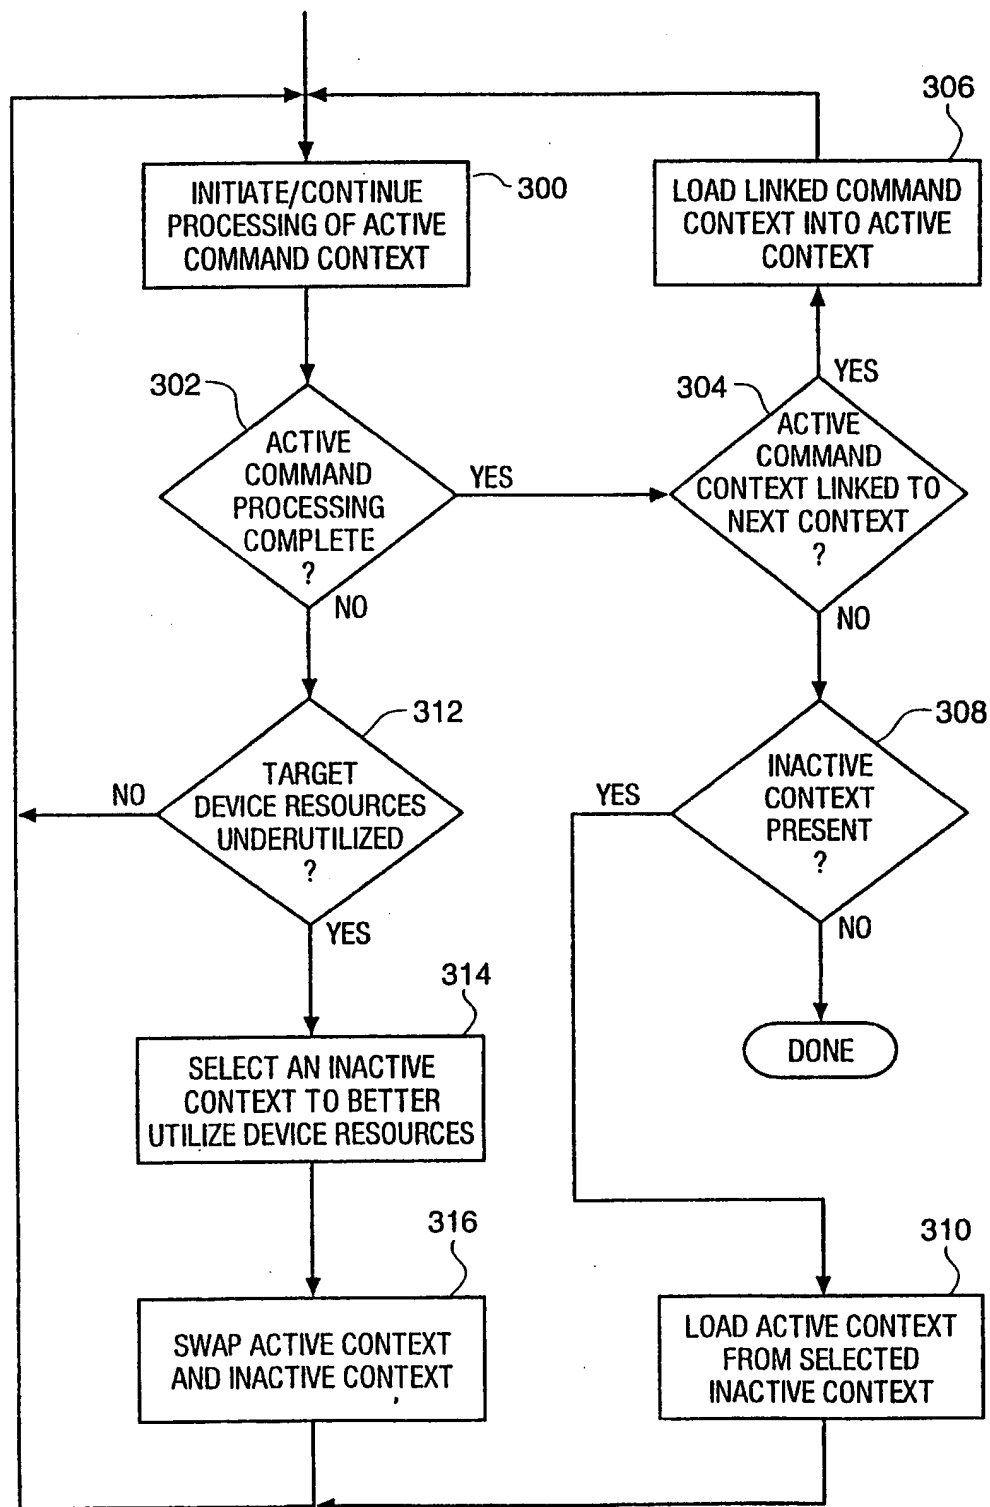 306
INITIATE/CONTINUE
PROCESSING OF ACTIVE
COMMAND CONTEXT
300
LOAD LINKED COMMAND
CONTEXT INTO ACTIVE
CONTEXT
302
ACTIVE
COMMAND
PROCESSING
COMPLETE
?
YES
NO
304
YES
ACTIVE
COMMAND
CONTEXT LINKED TO
NEXT CONTEXT
?
NO
312
TARGET
DEVICE RESOURCES
UNDERUTILIZED
?
NO
YES
308
INACTIVE
CONTEXT
PRESENT
?
YES
NO
DONE
314
SELECT AN INACTIVE
CONTEXT TO BETTER
UTILIZE DEVICE RESOURCES
316
SWAP ACTIVE CONTEXT
AND INACTIVE CONTEXT
310
LOAD ACTIVE CONTEXT
FROM SELECTED
INACTIVE CONTEXT